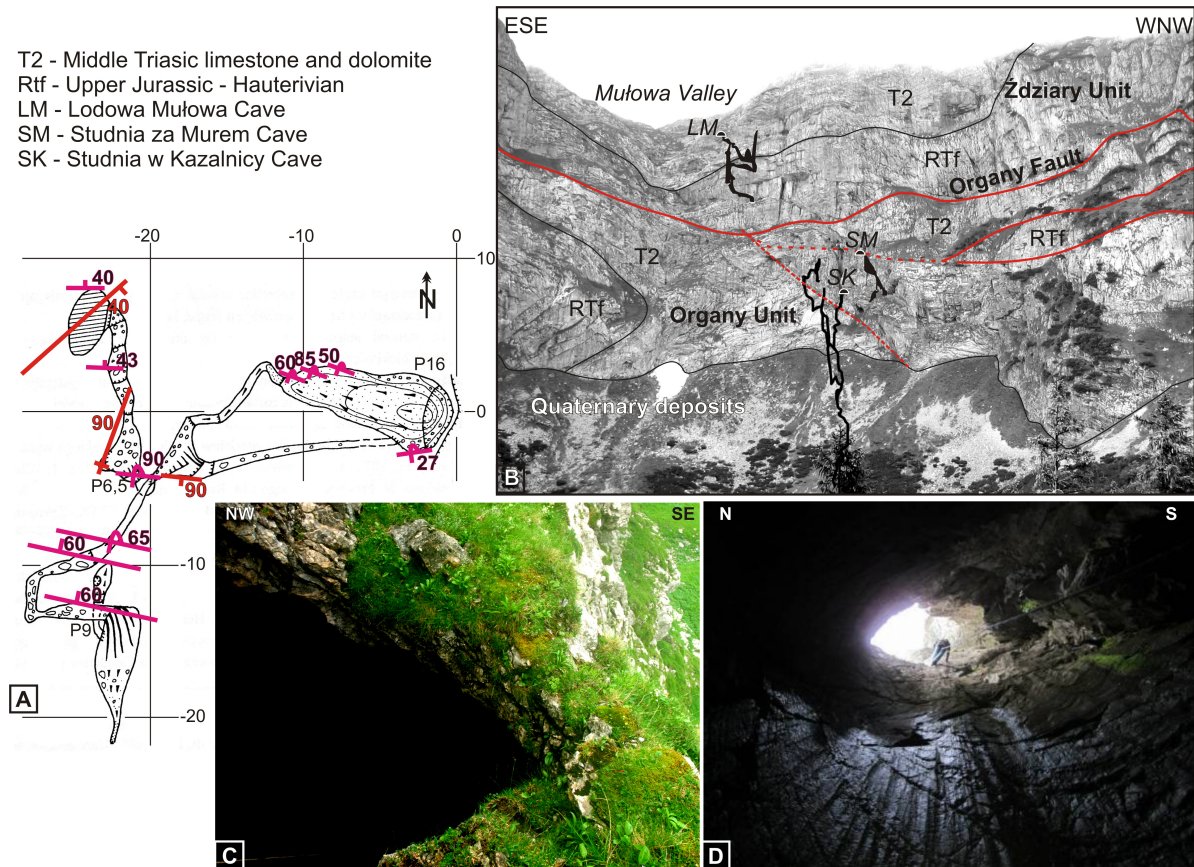 T2 - Middle Triasic limestone and dolomite
Rtf - Upper Jurassic - Hauterivian
LM - Lodowa Mułowa Cave
SM - Studnia za Murem Cave
SK - Studnia w Kazalnicy Cave
-20
-10
0
10
N
40
40
43
90
P6,5
90
90
60
85
50
P16
0
27
65
60
-10
60
P9
-20
A
ESE
WNW
Mułowa Valley
T2
Ździary Unit
LM
RTf
Organy Fault
T2
T2
SM
RTf
SK
RTf
Organy Unit
Quaternary deposits
B
NW
SE
C
N
S
D